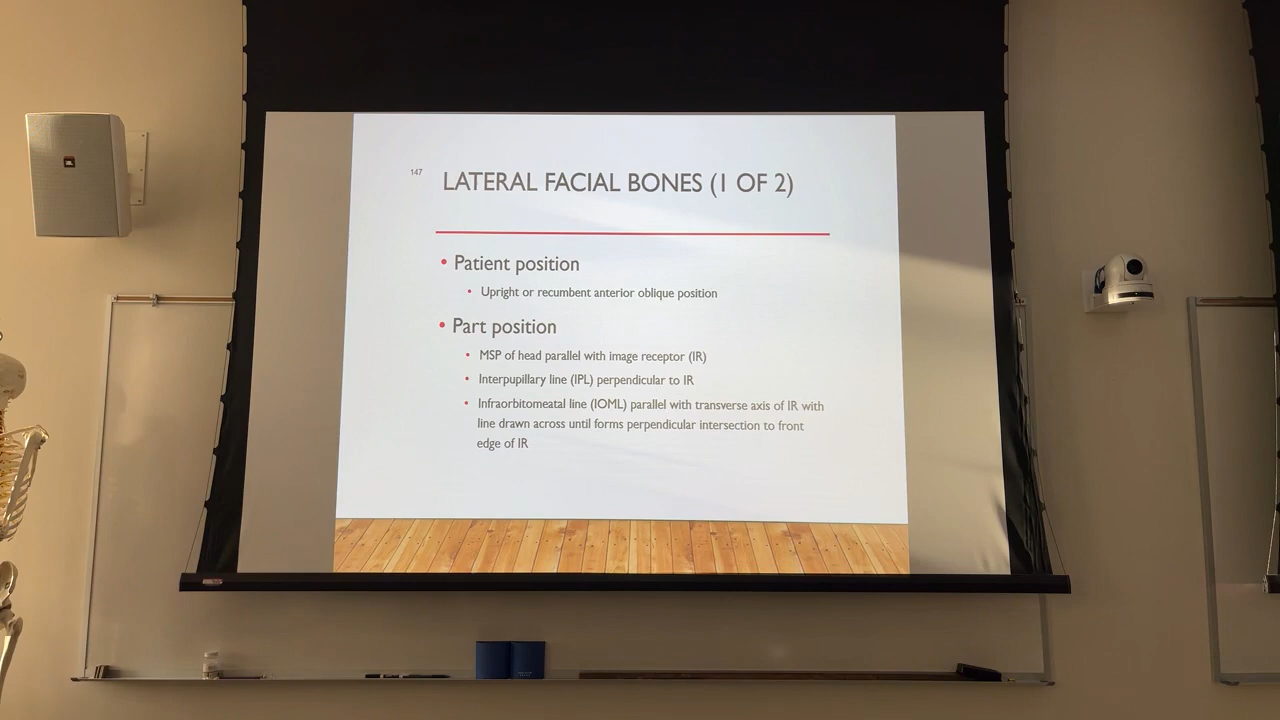 147
LATERAL FACIAL BONES (1 OF 2)
• Patient position
• Upright or recumbent anterior oblique position
• Part position
• MSP of head parallel with image receptor (IR)
• Interpupillary line (IPL) perpendicular to IR
• Infraorbitomeatal line (IOML) parallel with transverse axis of IR with
line drawn across until forms perpendicular intersection to front
edge of IR